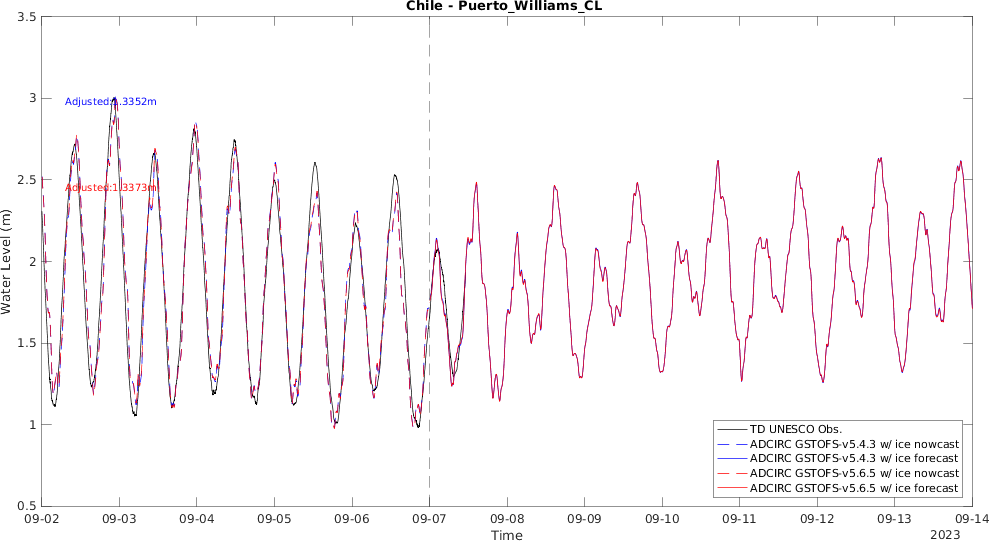 Chile - Puerto_Williams_CL
3.5
3
2.5
2
1.5
1
0.5
Water Level (m)
Adjusted:1.3352m
Adjusted:1.3373m
TD UNESCO Obs.
ADCIRC GSTOFS-v5.4.3 w/ ice nowcast
ADCIRC GSTOFS-v5.4.3 w/ ice forecast
ADCIRC GSTOFS-v5.6.5 w/ ice nowcast
ADCIRC GSTOFS-v5.6.5 w/ ice forecast
09-02 09-03 09-04 09-05 09-06 09-07 09-08 09-09 09-10 09-11 09-12 09-13 09-14
Time
2023